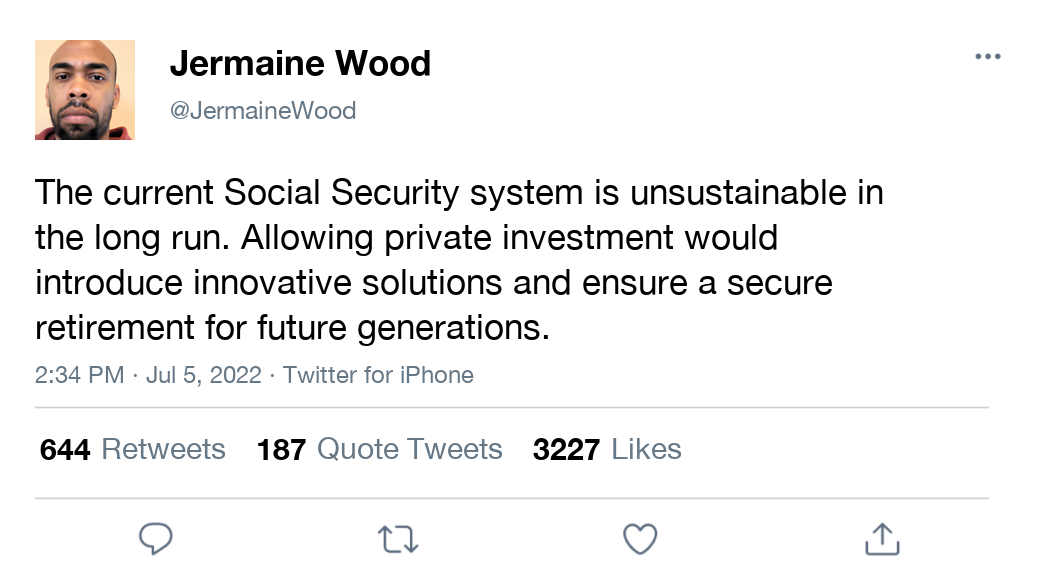 Jermaine Wood
@JermaineWood
The current Social Security system is unsustainable in
the long run. Allowing private investment would
introduce innovative solutions and ensure a secure
retirement for future generations.
2:34 PM · Jul 5, 2022 · Twitter for iPhone
644 Retweets 187 Quote Tweets 3227 Likes